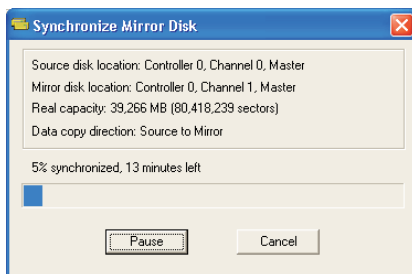 Synchronize Mirror Disk
Source disk location: Controller 0, Channel 0, Master
Mirror disk location: Controller 0, Channel 1, Master
Real capacity: 39,266 MB (80,418,239 sectors)
Data copy direction: Source to Mirror
5% synchronized, 13 minutes left
Pause Cancel